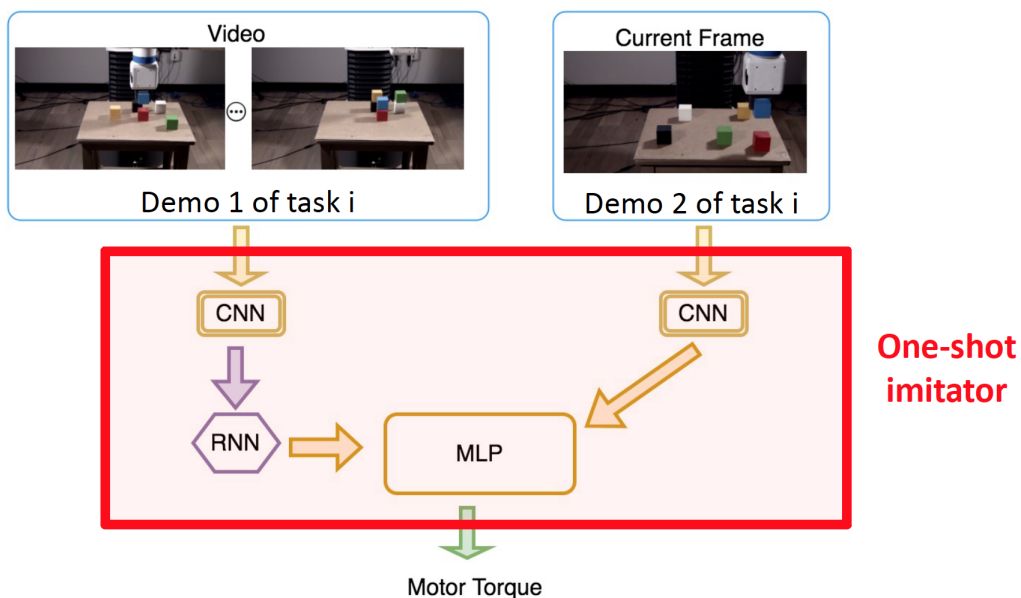 Video
Current Frame
Demo 1 of task i
Demo 2 of task i
CNN
CNN
One-shot
imitator
RNN
MLP
Motor Torque